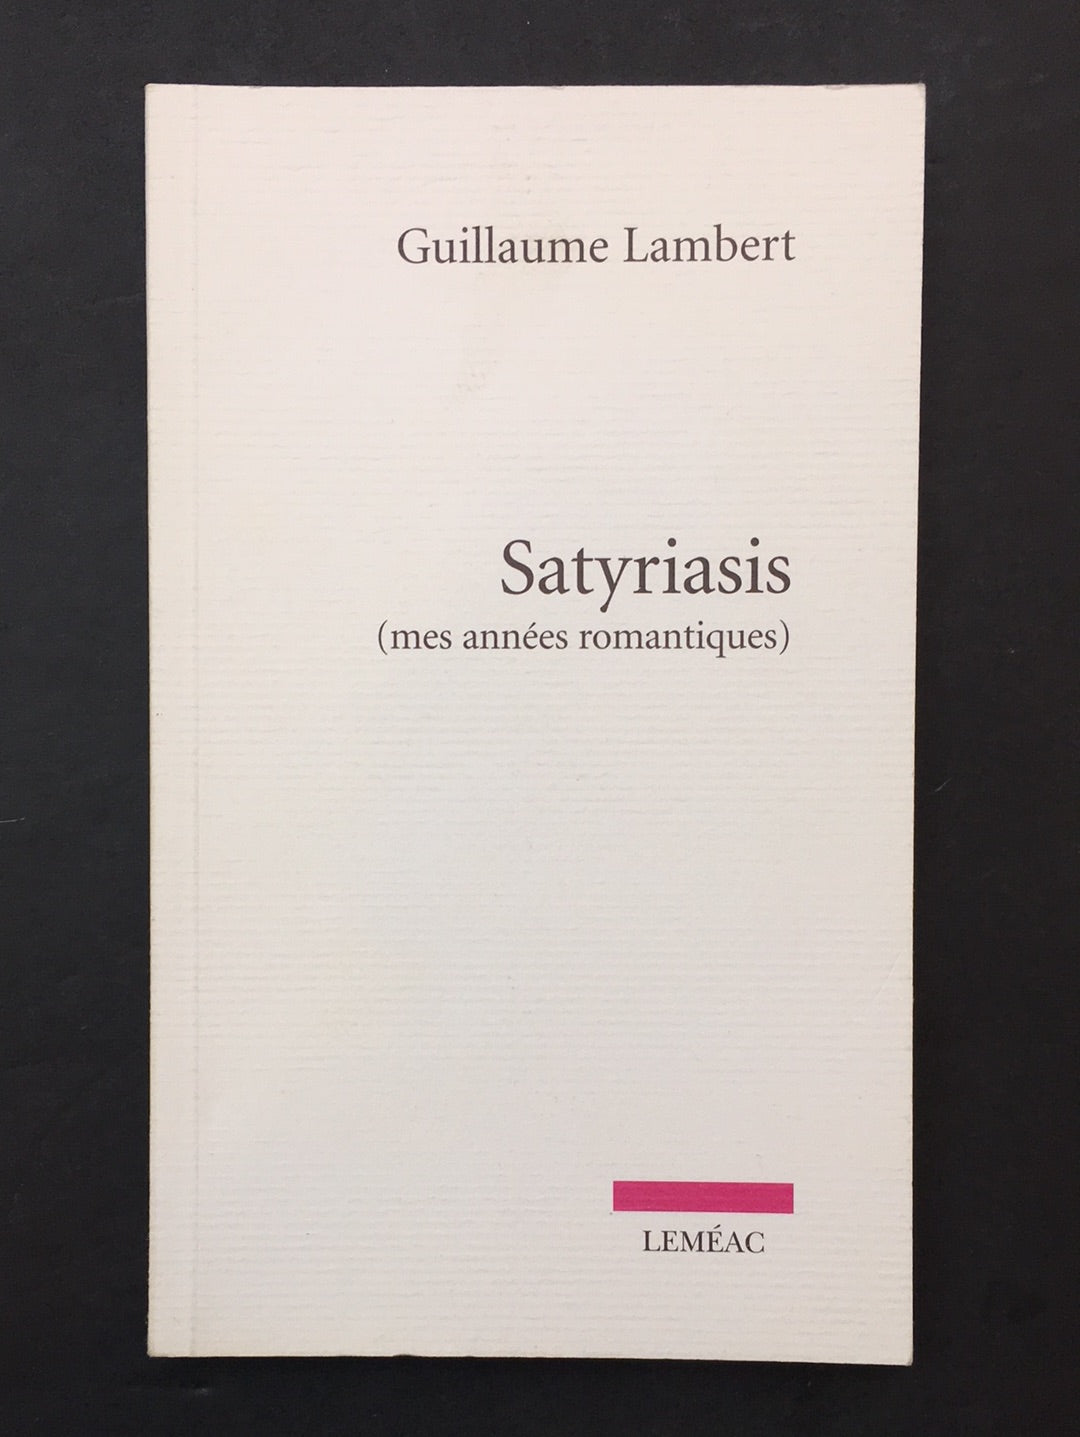 Guillaume Lambert
Satyriasis
(mes années romantiques)
LEMÉAC